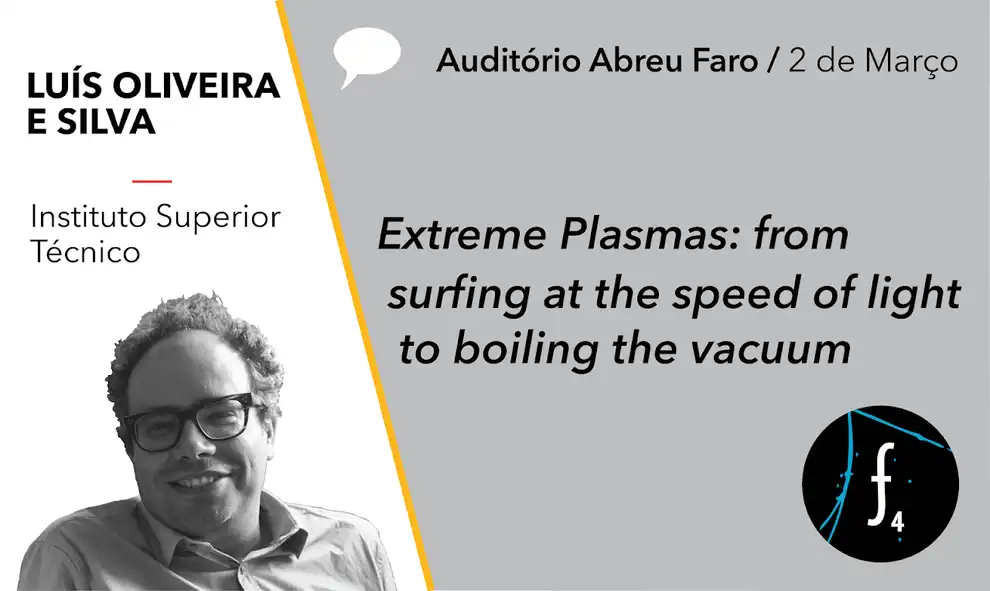 LUÍS OLIVEIRA
E SILVA
Instituto Superior
Técnico
Auditório Abreu Faro / 2 de Março
Extreme Plasmas: from
surfing at the speed of light
to boiling the vacuum
f4